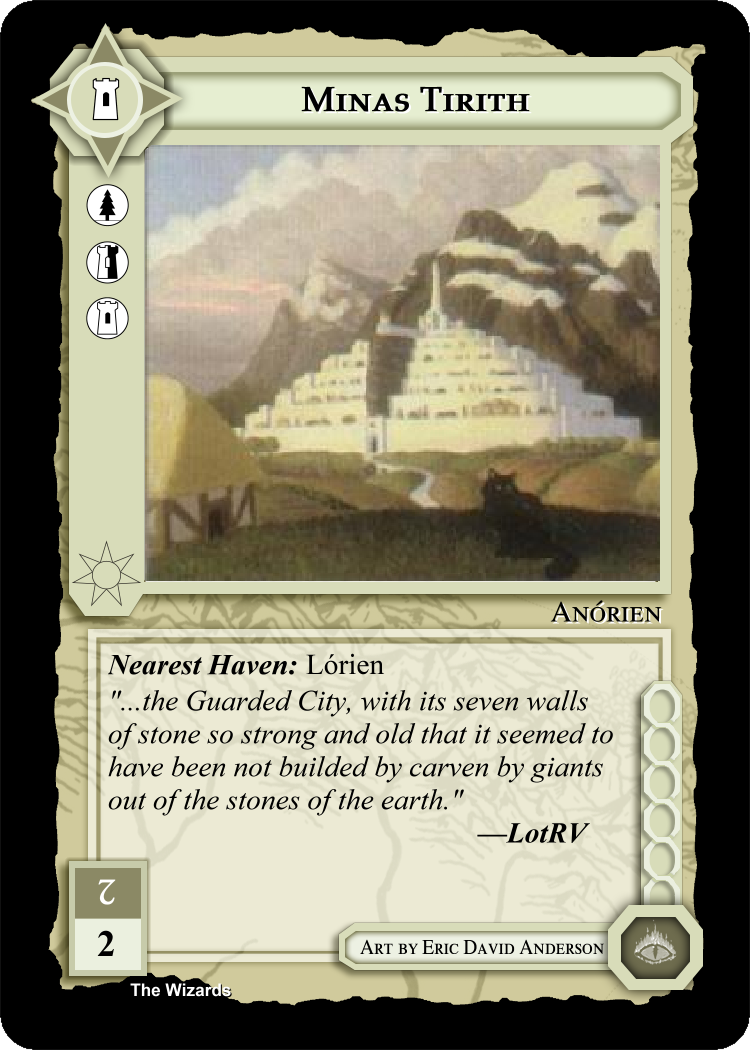 Minas Tirith
Anórien
Nearest Haven: Lórien
"...the Guarded City, with its seven walls
of stone so strong and old that it seemed to
have been not builded by carven by giants
out of the stones of the earth."
—LotRV
2
2
Art by Eric David Anderson
The Wizards